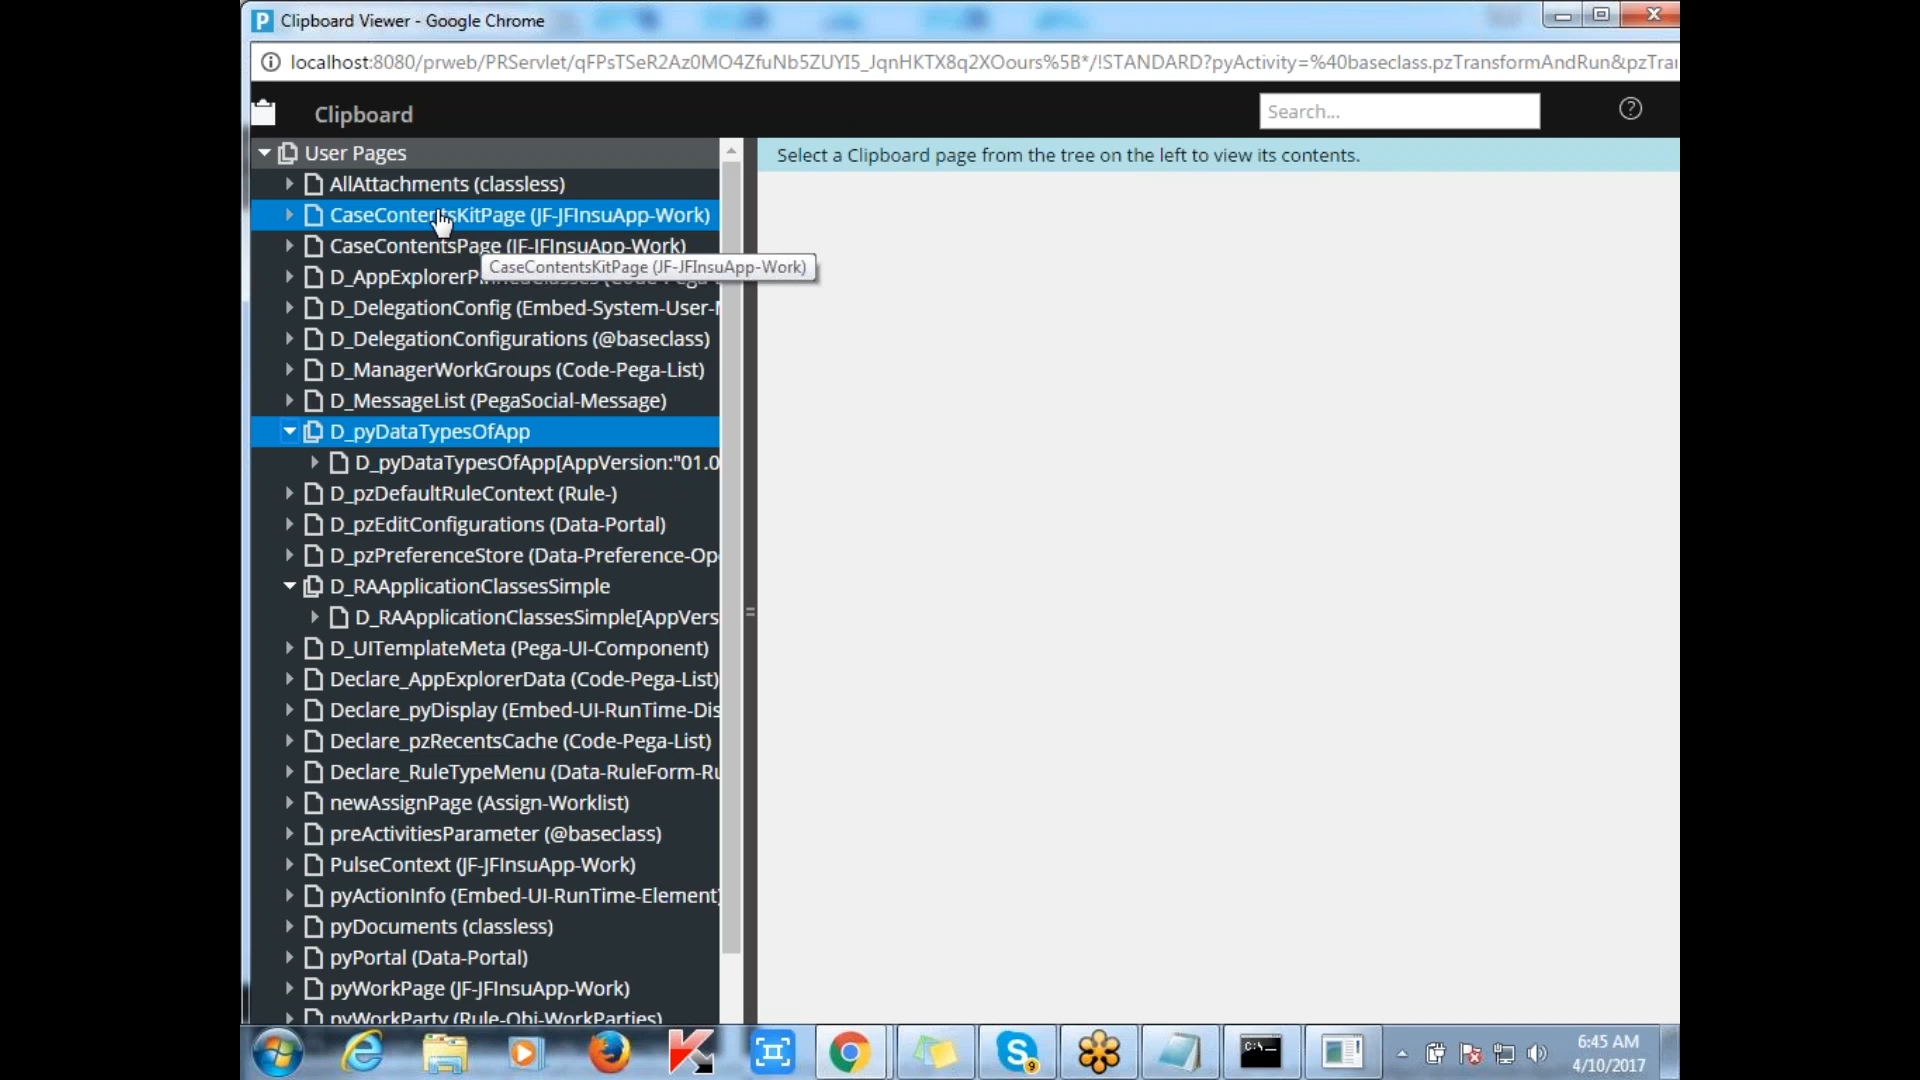 Clipboard Viewer - Google Chrome
localhost:8080/prweb/PRServlet/qFPsTSeR2Az0MO4ZfuNb5ZUYI5_JqnHKTX8q2XOours%5B*/!STANDARD?pyActivity=%40baseclass.pzTransformAndRun&pzTrai
Clipboard
Search...
User Pages
Select a Clipboard page from the tree on the left to view its contents.
AllAttachments (classless)
CaseContentsKitPage (JF-JFInsuApp-Work)
CaseContentsPage (JF-JFInsuApp-Work)
CaseContentsKitPage (JF-JFInsuApp-Work)
D_DelegationConfig (Embed-System-User-
D_DelegationConfigurations (@baseclass)
D_ManagerWorkGroups (Code-Pega-List)
D_MessageList (PegaSocial-Message)
D_pyDataTypesOfApp
D_pyDataTypesOfApp[AppVersion:"01.0
D_pzDefaultRuleContext (Rule-)
D_pzEditConfigurations (Data-Portal)
D_pzPreferenceStore (Data-Preference-Op
D_RAApplicationClassesSimple
D_RAApplicationClassesSimple[AppVers
D_UITemplateMeta (Pega-UI-Component)
Declare_AppExplorerData (Code-Pega-List)
Declare_pyDisplay (Embed-UI-RunTime-Dis
Declare_pzRecentsCache (Code-Pega-List)
Declare_RuleTypeMenu (Data-RuleForm-Ru
newAssignPage (Assign-Worklist)
preActivitiesParameter (@baseclass)
PulseContext (JF-JFInsuApp-Work)
pyActionInfo (Embed-UI-RunTime-Element)
pyDocuments (classless)
pyPortal (Data-Portal)
pyWorkPage (JF-JFInsuApp-Work)
pyWorkParty (Rule-Obj-WorkParties)
6:45 AM
4/10/2017